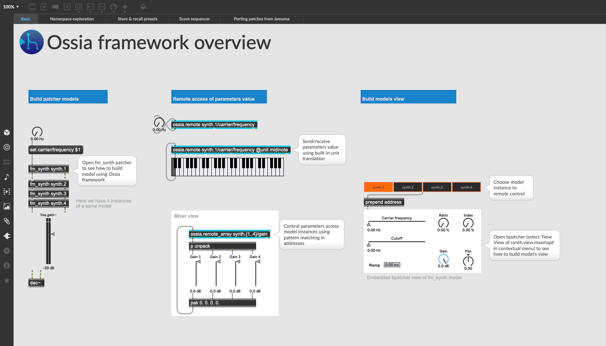 100%
Basic
Namespace exploration
Store & recall presets
Score sequencer
Porting patches from Jamoma
Ossia framework overview
Build patcher models
0.00 Hz
set carrier/frequency $1
fm_synth synth.1
fm_synth synth.2
fm_synth synth.3
fm_synth synth.4
Open fm_synth patcher
to see how to build
model using Ossia
framework
Here we have 4 instances
of a same model
live.gain~
-20 dB
dac~
Remote access of parameters value
0.00 Hz
ossia.remote synth.1/carrier/frequency
ossia.remote synth.1/carrier/frequency @unit midinote
Send/receive
parameters value
using built-in unit
translation
Mixer view
ossia.remote_array synth.{1..4}/gain
p unpack
Gain 1
Gain 2
Gain 3
Gain 4
0.0 dB
0.0 dB
0.0 dB
0.0 dB
pak 0. 0. 0. 0.
Control parameters across
model instances using
pattern matching in
addresses
Build models view
synth.1
synth.2
synth.3
synth.4
Choose model
instance to
remote control
prepend address
Carrier frequency
0.00 Hz
Cutoff
0.00 Hz
Ramp
0.00 ms
Ratio
0.00 %
Index
0.00 %
Gain
0.0 dB
Pan
0.00
Open bpatcher (select 'New
View of synth.view.maxmapt'
in contextual menu) to see
how to build model's view
Embedded bpatcher view of fm_synth model